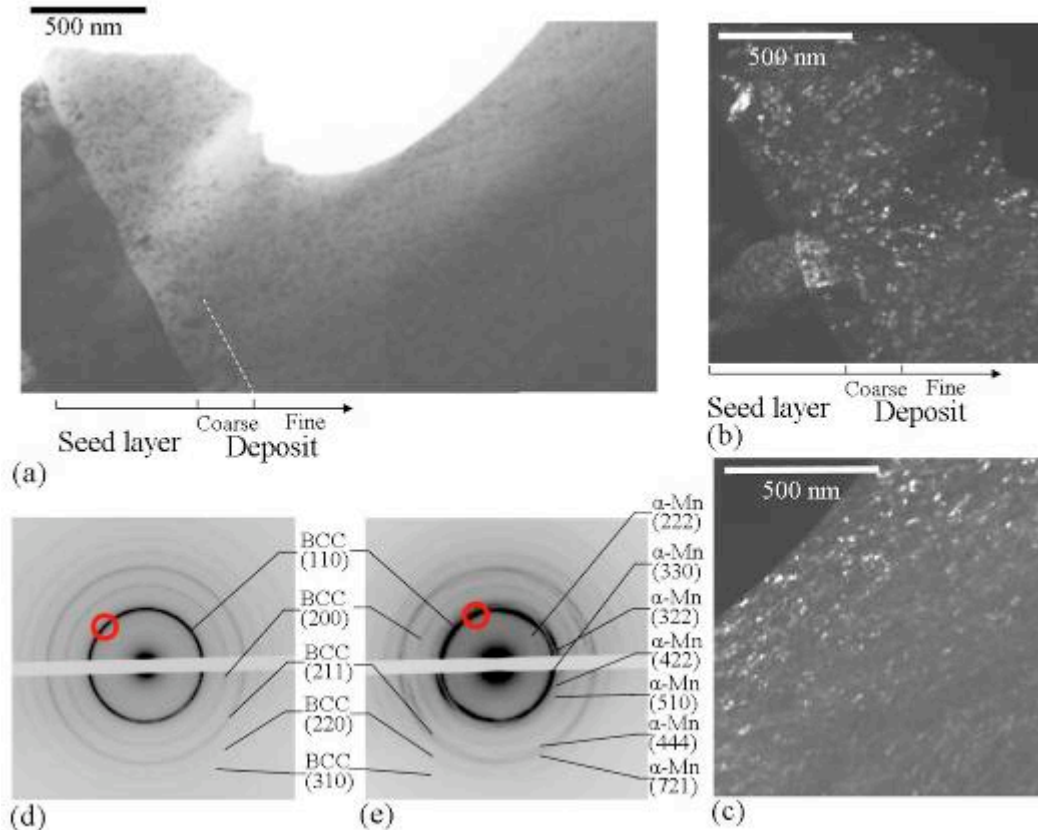 500 nm
Seed layer
Coarse
Fine
Deposit
(a)
500 nm
Seed layer
Coarse
Fine
Deposit
(b)
BCC
(110)
BCC
(200)
BCC
(211)
BCC
(220)
BCC
(310)
(d)
α-Mn
(222)
α-Mn
(330)
α-Mn
(322)
α-Mn
(422)
α-Mn
(510)
α-Mn
(444)
α-Mn
(721)
(e)
500 nm
(c)